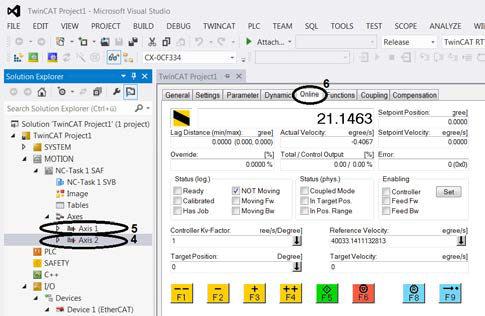 TwinCAT Project1 - Microsoft Visual Studio
FILE EDIT VIEW PROJECT BUILD DEBUG TWINCAT PLC TEAM SQL TOOLS TEST SCOPE ANALYZE
Attach... Release TwinCAT RT
CX-0CF334
Solution Explorer
Search Solution Explorer (Ctrl+ü)
Solution 'TwinCAT Project1' (1 project)
TwinCAT Project1
SYSTEM
MOTION
NC-Task 1 SAF
NC-Task 1 SVB
Image
Tables
Axes
Axis 1 5
Axis 2 4
PLC
SAFETY
C++
I/O
Devices
Device 1 (EtherCAT)
TwinCAT Project1
6
General Settings Parameter Dynamic Online Functions Coupling Compensation
21.1463
Setpoint Position: gree]
0.0000
Lag Distance (min/max): gree] Actual Velocity: egree/s] Setpoint Velocity: egree/s]
0.0000 (0.000, 0.000) -0.4067 0.0000
Override: [%] Total / Control Output: [%] Error:
0.0000 % 0.00 / 0.00 % 0 (0x0)
Status (log.) Status (phys.) Enabling
Ready NOT Moving Coupled Mode Controller Set
Calibrated Moving Fw In Target Pos. Feed Fw
Has Job Moving Bw In Pos. Range Feed Bw
Controller Kv-Factor: ree/s/Degree] Reference Velocity: egree/s]
1 40033.1411132813
Target Position: Degree] Target Velocity: egree/s]
0 0
-- - + ++
F1 F2 F3 F4 F5 F6 F8 F9